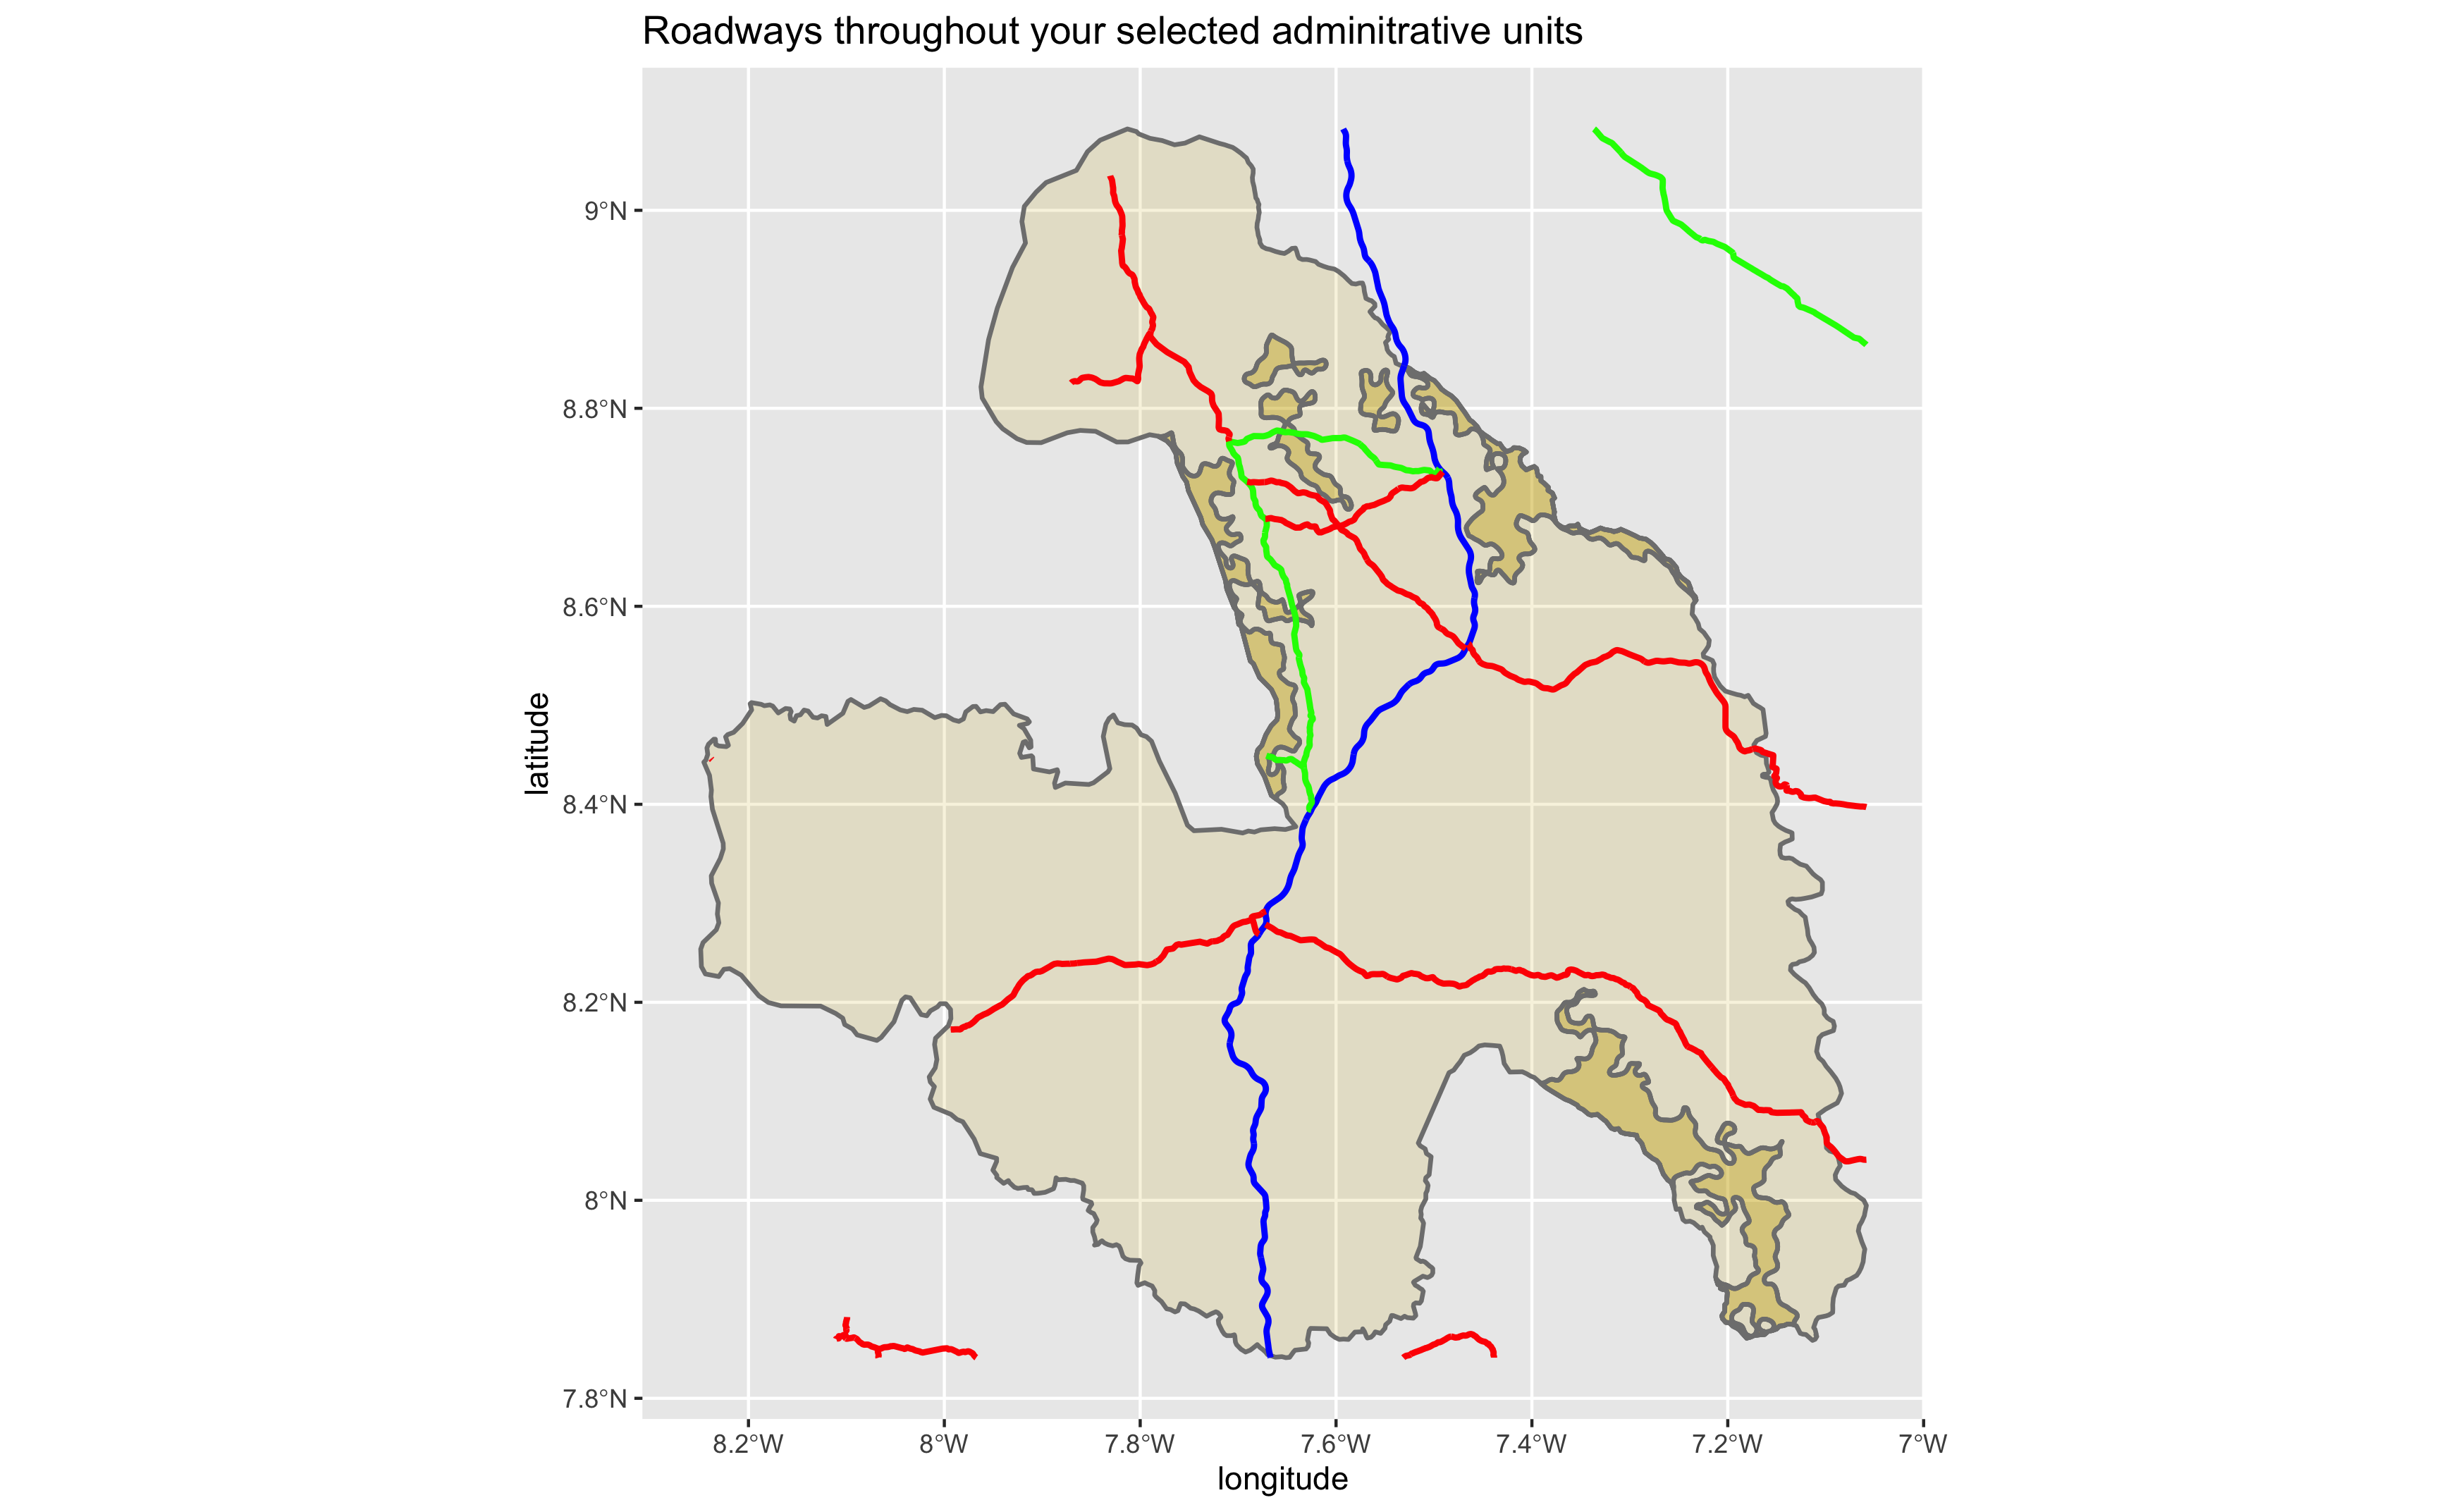 Roadways throughout your selected adminitrative units
9°N
8.8°N
8.6°N
8.4°N
8.2°N
8°N
7.8°N
latitude
8.2°W 8°W 7.8°W 7.6°W 7.4°W 7.2°W 7°W
longitude